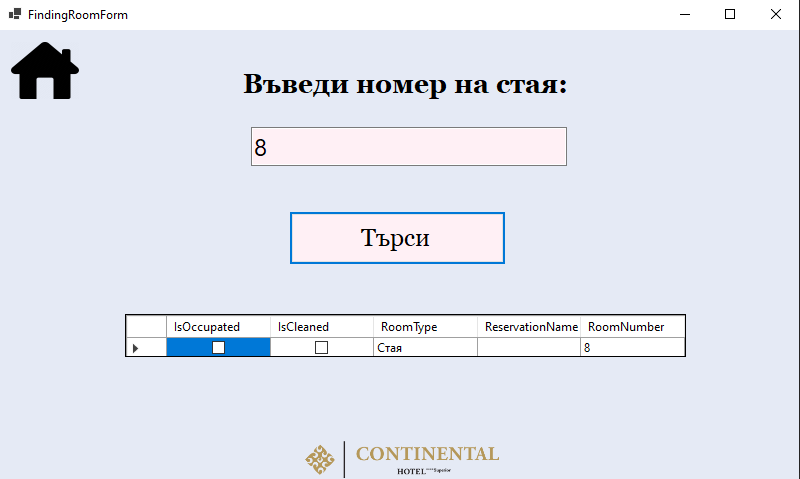 FindingRoomForm
Въведи номер на стая:
8
Търси
IsOccupated IsCleaned RoomType ReservationName RoomNumber
Стая 8
CONTINENTAL
HOTEL ****Superior